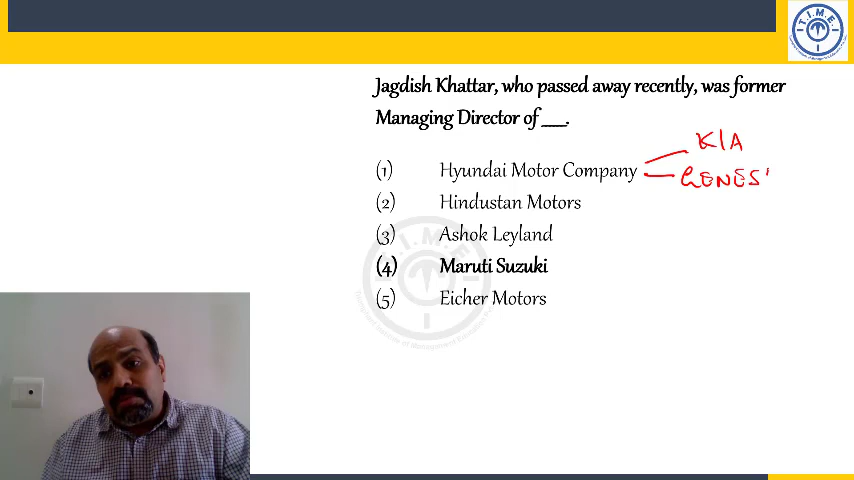 T.I.M.E.
Jagdish Khattar, who passed away recently, was former
Managing Director of ___.
(1) Hyundai Motor Company
KIA
GENES
(2) Hindustan Motors
(3) Ashok Leyland
(4) Maruti Suzuki
(5) Eicher Motors